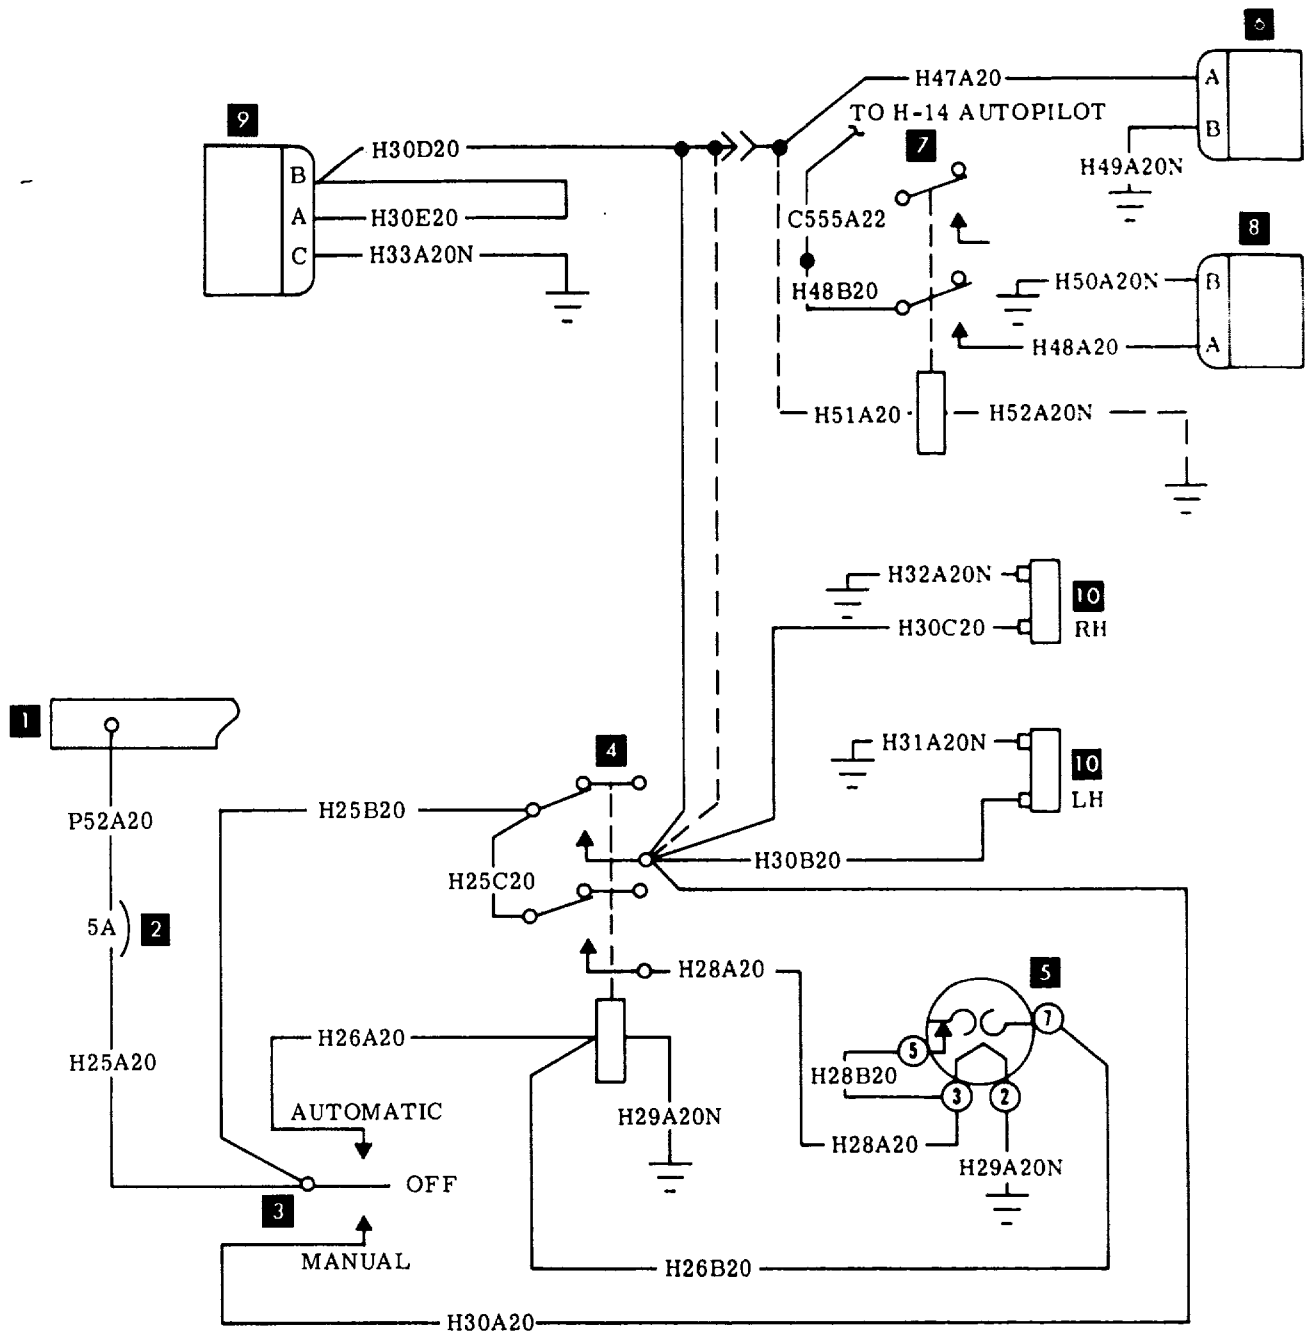 6
H47A20
A
TO H-14 AUTOPILOT
9
7
B
H30D20
B
H49A20N
A
H30E20
C555A22
8
C
H33A20N
H48B20
H50A20N
B
H48A20
A
H51A20
H52A20N
H32A20N
10
H30C20
RH
1
H31A20N
4
10
LH
H25B20
P52A20
H30B20
H25C20
5A
2
H28A20
5
7
H26A20
5
H25A20
H28B20
3
2
AUTOMATIC
H29A20N
H28A20
H29A20N
OFF
3
MANUAL
H26B20
H30A20